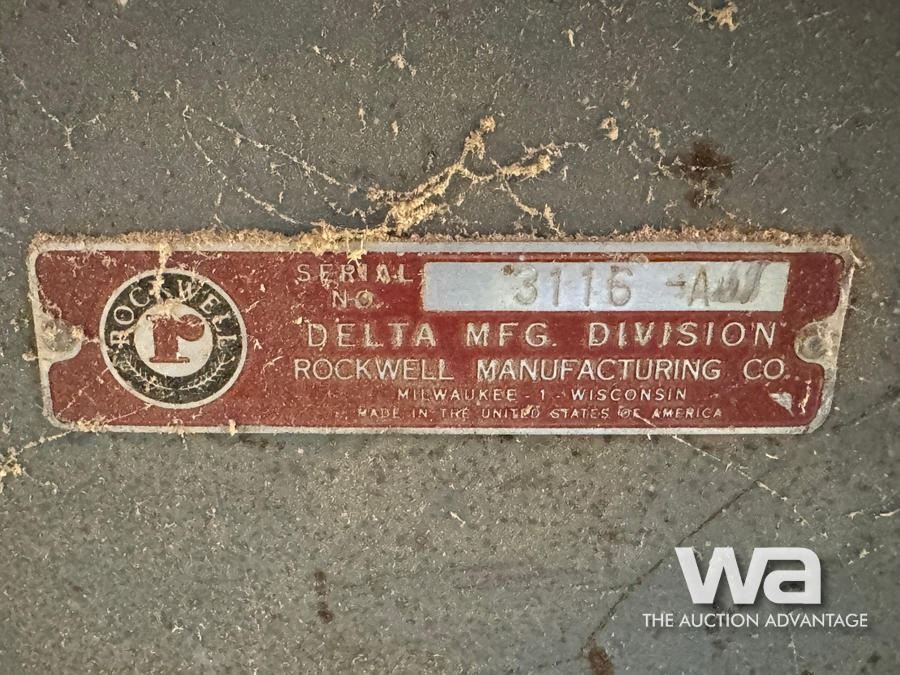 SERIAL NO. 3116 -A
ROCKWELL
r
DELTA MFG. DIVISION
ROCKWELL MANUFACTURING CO.
MILWAUKEE - 1 - WISCONSIN
MADE IN THE UNITED STATES OF AMERICA
wa
THE AUCTION ADVANTAGE